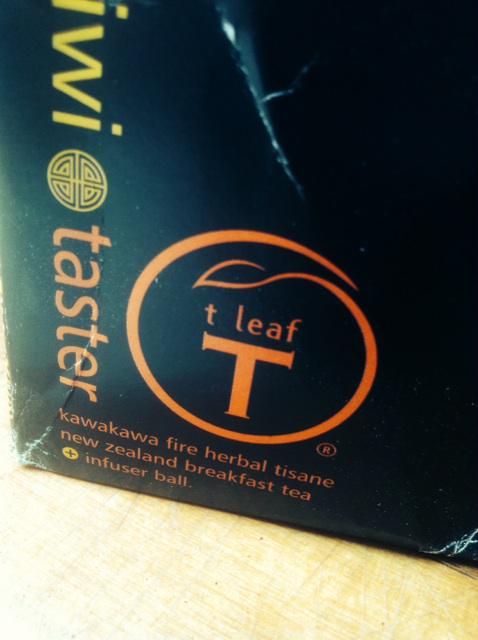 iwi taster
t leaf
T
®
kawakawa fire herbal tisane
new zealand breakfast tea
+ infuser ball.